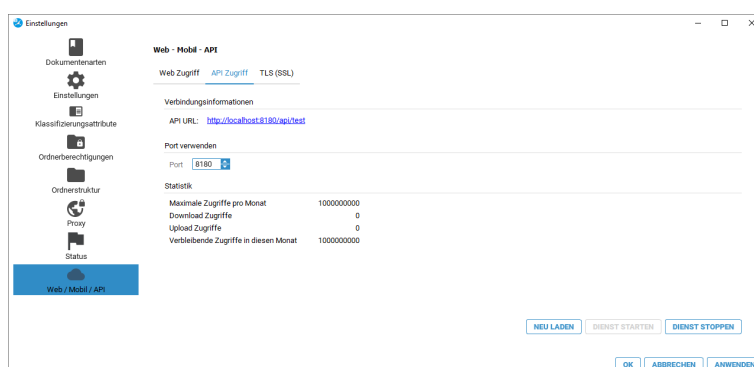 Einstellungen
Dokumentenarten
Einstellungen
Klassifizierungsattribute
Ordnerberechtigungen
Ordnerstruktur
Proxy
Status
Web / Mobil / API
Web - Mobil - API
Web Zugriff API Zugriff TLS (SSL)
Verbindungsinformationen
API URL: http://localhost:8180/api/test
Port verwenden
Port 8180
Statistik
Maximale Zugriffe pro Monat 1000000000
Download Zugriffe 0
Upload Zugriffe 0
Verbleibende Zugriffe in diesen Monat 1000000000
NEU LADEN DIENST STARTEN DIENST STOPPEN
OK ABBRECHEN ANWENDEN